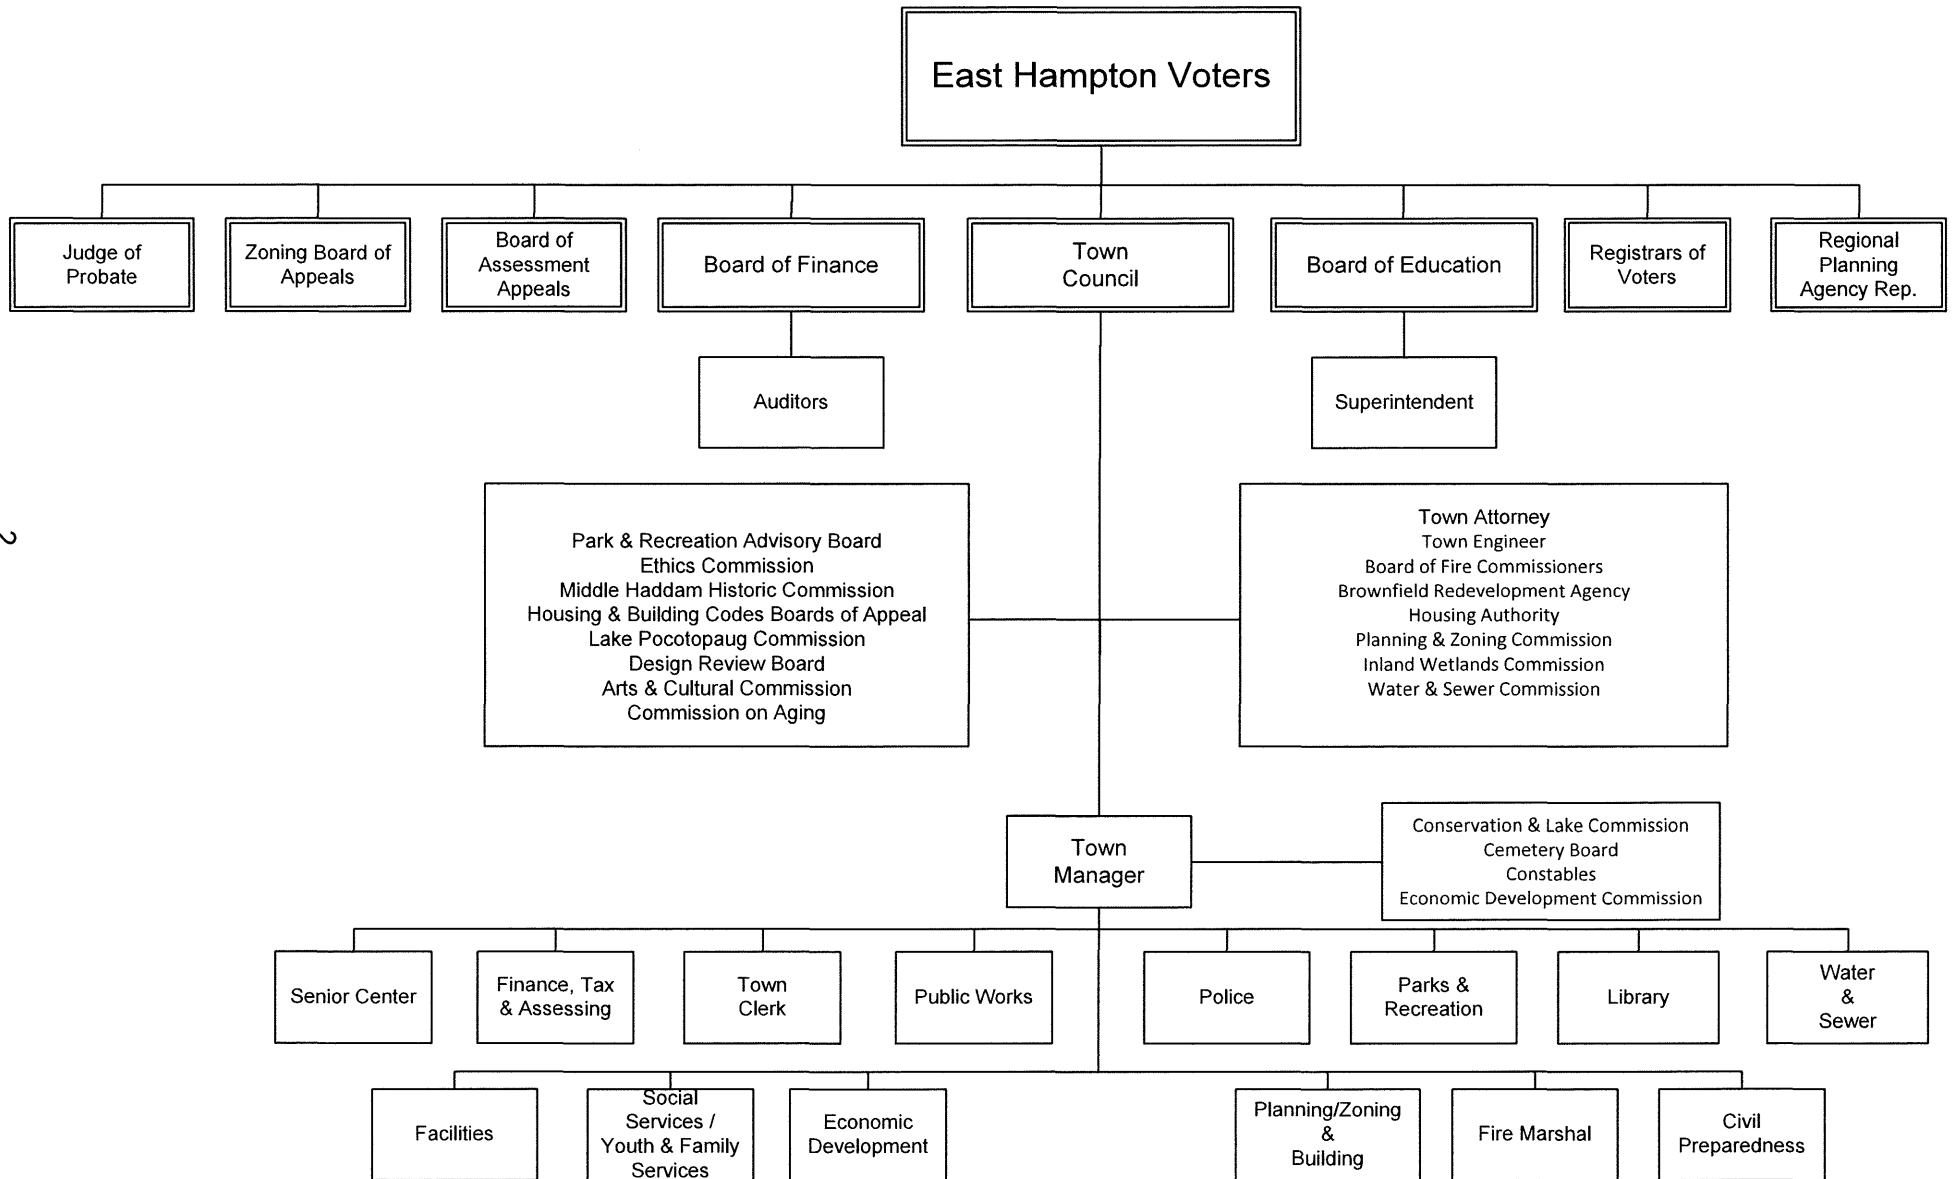 East Hampton Voters
Judge of
Probate
Zoning Board of
Appeals
Board of
Assessment
Appeals
Board of Finance
Town
Council
Board of Education
Registrars of
Voters
Regional
Planning
Agency Rep.
Auditors
Superintendent
Park & Recreation Advisory Board
Ethics Commission
Middle Haddam Historic Commission
Housing & Building Codes Boards of Appeal
Lake Pocotopaug Commission
Design Review Board
Arts & Cultural Commission
Commission on Aging
Town Attorney
Town Engineer
Board of Fire Commissioners
Brownfield Redevelopment Agency
Housing Authority
Planning & Zoning Commission
Inland Wetlands Commission
Water & Sewer Commission
2
Town
Manager
Conservation & Lake Commission
Cemetery Board
Constables
Economic Development Commission
Senior Center
Finance, Tax
& Assessing
Town
Clerk
Public Works
Police
Parks &
Recreation
Library
Water
&
Sewer
Facilities
Social
Services /
Youth & Family
Services
Economic
Development
Planning/Zoning
&
Building
Fire Marshal
Civil
Preparedness